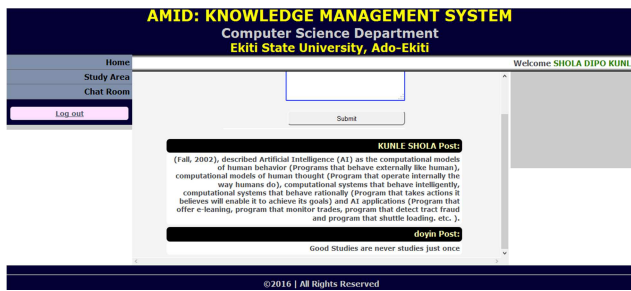 AMID: KNOWLEDGE MANAGEMENT SYSTEM
Computer Science Department
Ekiti State University, Ado-Ekiti
Home
Welcome SHOLA DIPO KUNL
Study Area
Chat Room
Log out
Submit
KUNLE SHOLA Post:
(Fall, 2002), described Artificial Intelligence (AI) as the computational models
of human behavior (Programs that behave externally like human),
computational models of human thought (Program that operate internally the
way humans do), computational systems that behave intelligently,
computational systems that behave rationally (Program that takes actions it
believes will enable it to achieve its goals) and AI applications (Program that
offer e-leaning, program that monitor trades, program that detect tract fraud
and program that shuttle loading. etc. ).
doyin Post:
Good Studies are never studies just once
©2016 | All Rights Reserved